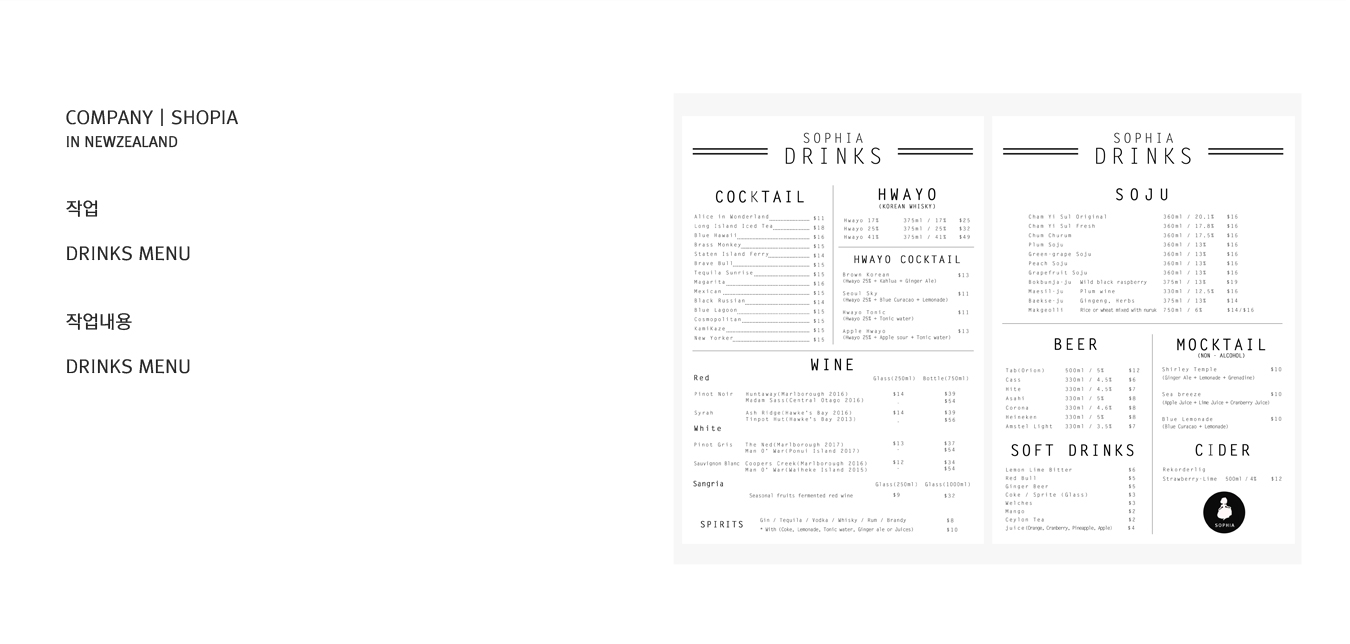 COMPANY | SHOPIA
IN NEWZEALAND
작업
DRINKS MENU
작업내용
DRINKS MENU
SOPHIA
DRINKS
COCKTAIL
Alice in Wonderland $11
Long Island Iced Tea $18
Blue Hawaii $16
Brass Monkey $15
Staten Island Ferry $14
Brave Bull $15
Tequila Sunrise $15
Magarita $16
Mexican $15
Black Russian $14
Blue Lagoon $15
Cosmopolitan $15
KamiKaze $15
New Yorker $15
HWAYO
(KOREAN WHISKY)
Hwayo 17% 375ml / 17% $25
Hwayo 25% 375ml / 25% $32
Hwayo 41% 375ml / 41% $49
HWAYO COCKTAIL
Brown Korean $13
(Hwayo 25% + Kahlua + Ginger Ale)
Seoul Sky $11
(Hwayo 25% + Blue Curacao + Lemonade)
Hwayo Tonic $11
(Hwayo 25% + Tonic water)
Apple Hwayo $13
(Hwayo 25% + Apple sour + Tonic water)
WINE
Red Glass(250ml) Bottle(750ml)
Pinot Noir Huntaway(Marlborough 2016) $14 $39
Madam Sass(Central Otago 2016) - $54
Syrah Ash Ridge(Hawke's Bay 2016) $14 $39
Tinpot Hut(Hawke's Bay 2013) - $56
White
Pinot Gris The Ned(Marlborough 2017) $13 $37
Man O' War(Ponui Island 2017) - $54
Sauvignon Blanc Coopers Creek(Marlborough 2016) $12 $34
Man O' War(Waiheke Island 2015) - $54
Sangria Glass(250ml) Glass(1000ml)
Seasonal fruits fermented red wine $9 $32
SPIRITS Gin / Tequila / Vodka / Whisky / Rum / Brandy $8
* With (Coke, Lemonade, Tonic water, Ginger ale or Juices) $10
SOPHIA
DRINKS
SOJU
Cham Yi Sul Original 360ml / 20.1% $16
Cham Yi Sul Fresh 360ml / 17.8% $16
Chum Churum 360ml / 17.5% $16
Plum Soju 360ml / 13% $16
Green-grape Soju 360ml / 13% $16
Peach Soju 360ml / 13% $16
Grapefruit Soju 360ml / 13% $16
Bokbunja-ju Wild black raspberry 375ml / 13% $19
Maesil-ju Plum wine 330ml / 12.5% $16
Baekse-ju Gingeng, Herbs 375ml / 13% $14
Makgeolli Rice or wheat mixed with nuruk 750ml / 6% $14/$16
BEER
Tab(Orion) 500ml / 5% $12
Cass 330ml / 4.5% $6
Hite 330ml / 4.5% $7
Asahi 330ml / 5% $8
Corona 330ml / 4.6% $8
Heineken 330ml / 5% $8
Amstel Light 330ml / 3.5% $7
MOCKTAIL
(NON - ALCOHOL)
Shirley Temple $10
(Ginger Ale + Lemonade + Grenadine)
Sea breeze $10
(Apple Juice + Lime Juice + Cranberry Juice)
Blue Lemonade $10
(Blue Curacao + Lemonade)
SOFT DRINKS
Lemon Lime Bitter $6
Red Bull $5
Ginger Beer $5
Coke / Sprite (Glass) $3
Welches $3
Mango $2
Ceylon Tea $2
Juice(Orange, Cranberry, Pineapple, Apple) $4
CIDER
Rekorderlig
Strawberry-Lime 500ml / 4% $12
SOPHIA